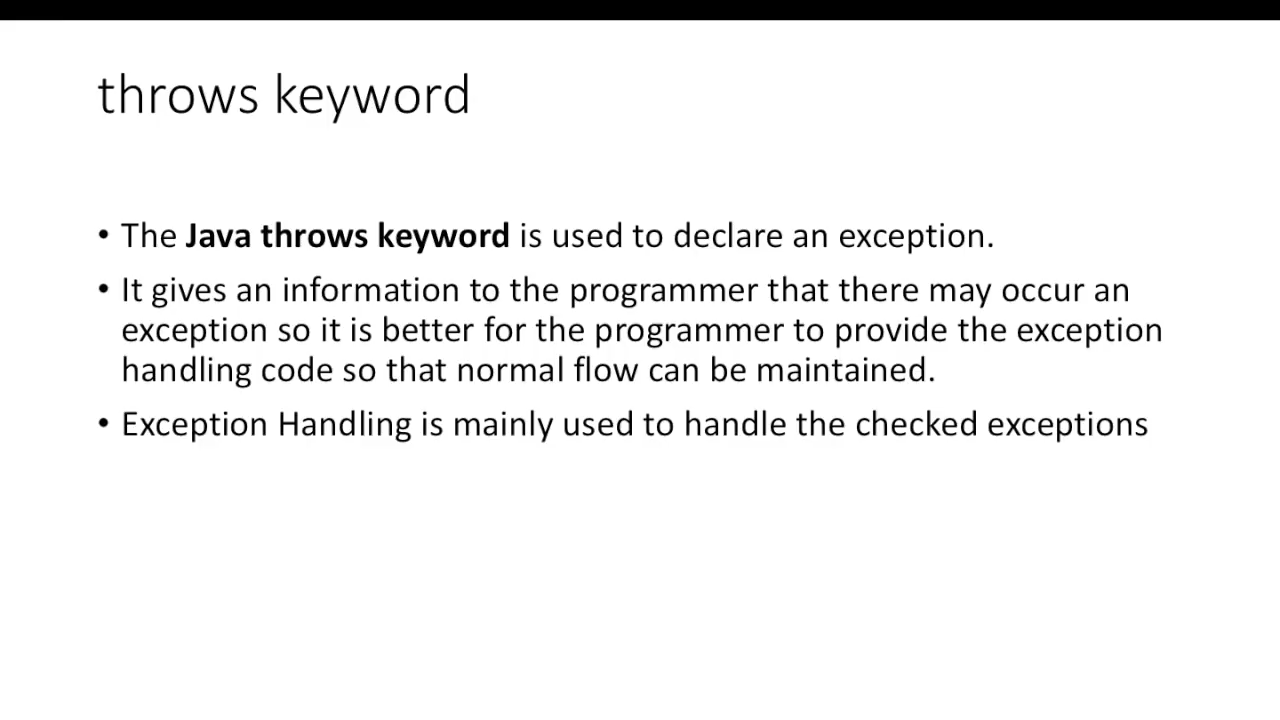 throws keyword
• The Java throws keyword is used to declare an exception.
• It gives an information to the programmer that there may occur an
exception so it is better for the programmer to provide the exception
handling code so that normal flow can be maintained.
• Exception Handling is mainly used to handle the checked exceptions